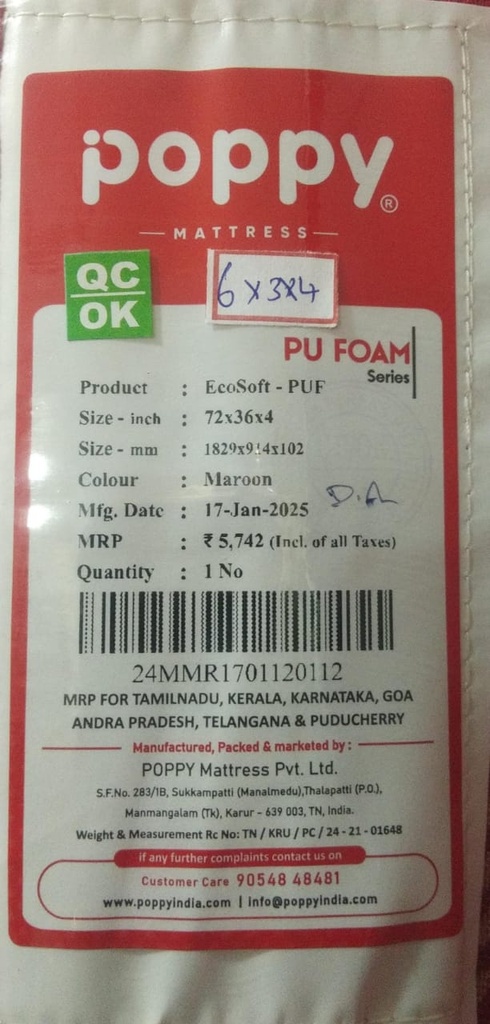 poppy®
MATTRESS
QC
OK
6x3x4
PU FOAM
Series
Product : EcoSoft - PUF
Size - inch : 72x36x4
Size - mm : 1829x914x102
Colour : Maroon
Mfg. Date : 17-Jan-2025
MRP : ₹ 5,742 (Incl. of all Taxes)
Quantity : 1 No
24MMR1701120112
MRP FOR TAMILNADU, KERALA, KARNATAKA, GOA
ANDRA PRADESH, TELANGANA & PUDUCHERRY
Manufactured, Packed & marketed by :
POPPY Mattress Pvt. Ltd.
S.F.No. 283/1B, Sukkampatti (Manalmedu),Thalapatti (P.O.),
Manmangalam (Tk), Karur - 639 003, TN, India.
Weight & Measurement Rc No: TN / KRU / PC / 24 - 21 - 01648
if any further complaints contact us on
Customer Care 90548 48481
www.poppyindia.com | info@poppyindia.com